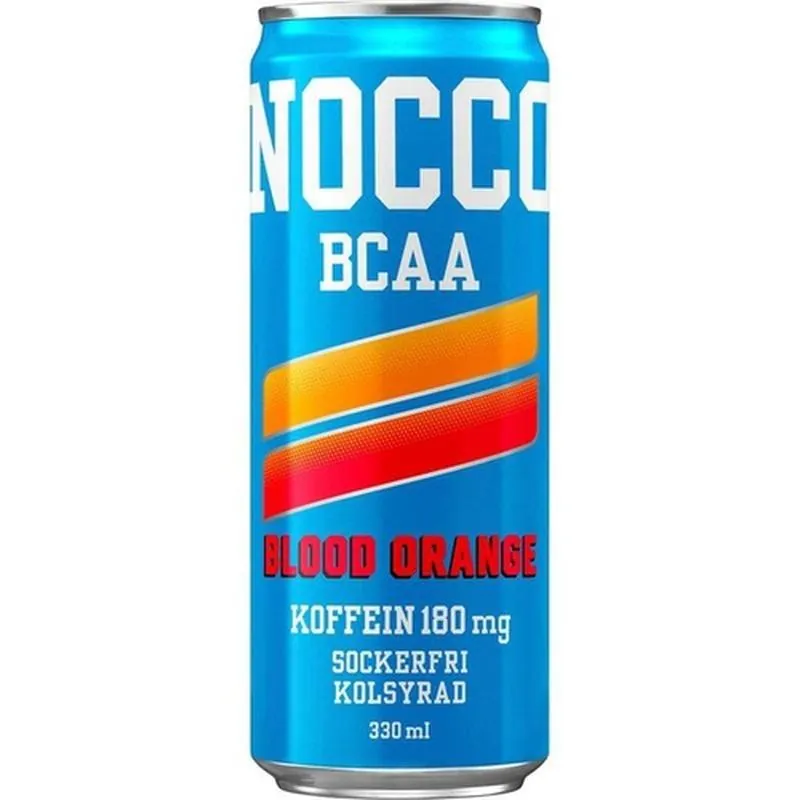 NOCCO
BCAA
BLOOD ORANGE
KOFFEIN 180 mg
SOCKERFRI
KOLSYRAD
330 ml